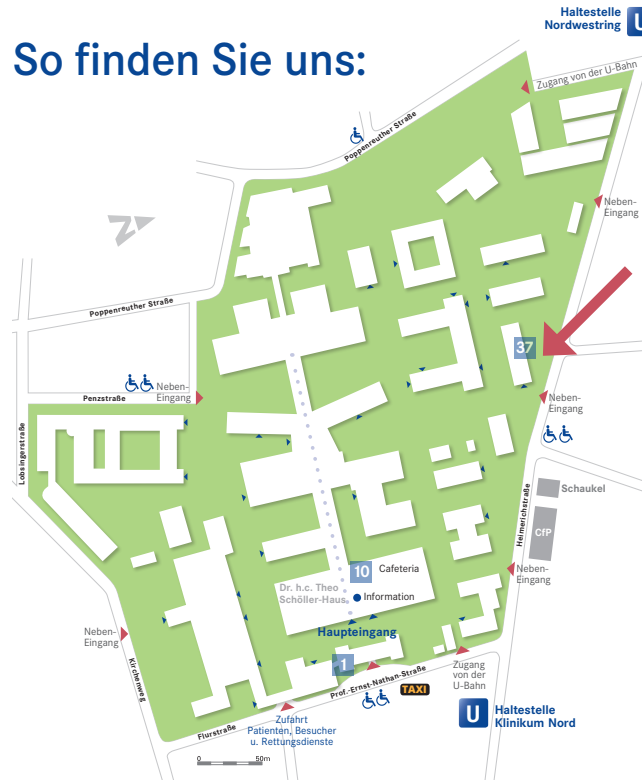 Haltestelle
Nordwestring
U
So finden Sie uns:
Zugang von der U-Bahn
Poppenreuther Straße
Neben-
Eingang
N
Poppenreuther Straße
37
Neben-
Eingang
Penzstraße
Neben-
Eingang
Lobsingerstraße
Heimerichstraße
Schaukel
CfP
10
Cafeteria
Dr. h.c. Theo
Schöller-Haus
Information
Neben-
Eingang
Haupteingang
Neben-
Eingang
1
Kirchenweg
Prof.-Ernst-Nathan-Straße
TAXI
Zugang
von der
U-Bahn
Flurstraße
Zufahrt
Patienten, Besucher
u. Rettungsdienste
U
Haltestelle
Klinikum Nord
0 50m